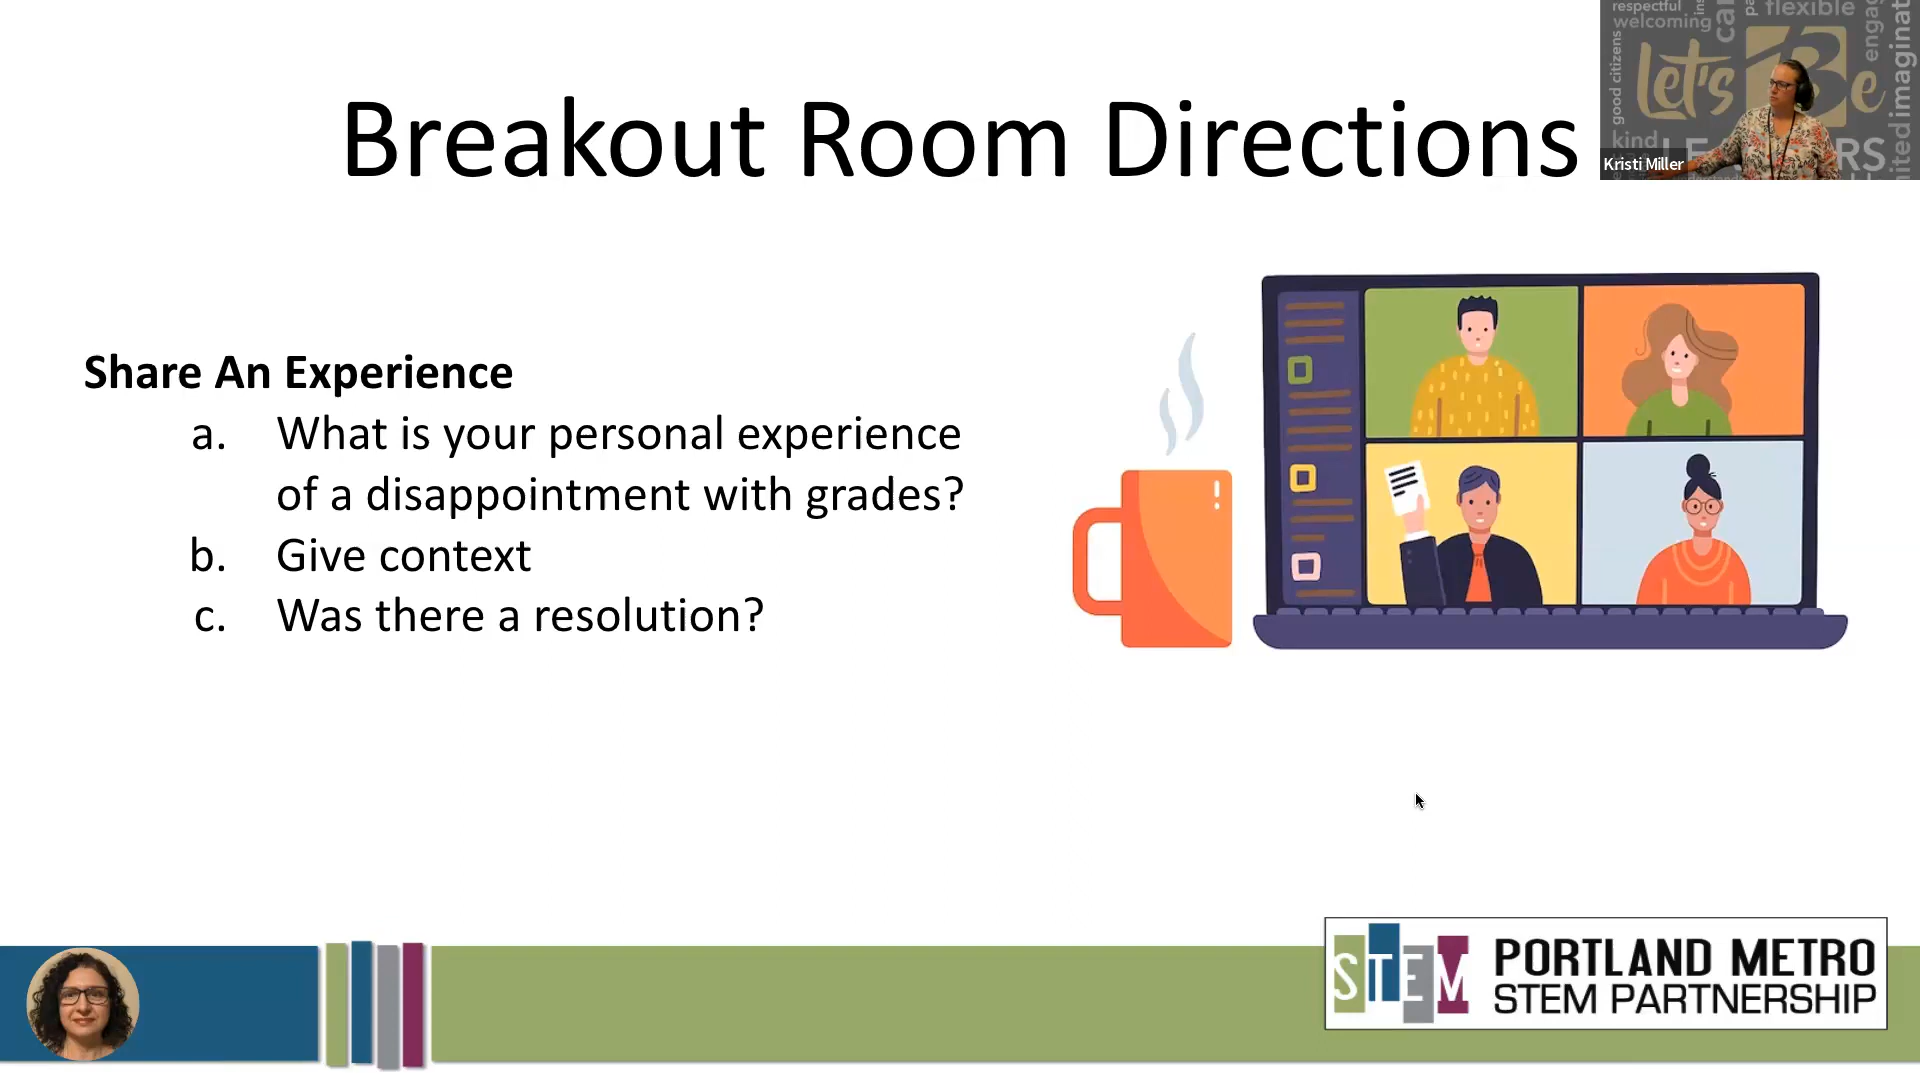 Breakout Room Directions
respectful
flexible
welcoming
good citizens
imaginat
Let's Be
kind
Kristi Miller
Share An Experience
a. What is your personal experience
of a disappointment with grades?
b. Give context
c. Was there a resolution?
STEM
PORTLAND METRO
STEM PARTNERSHIP